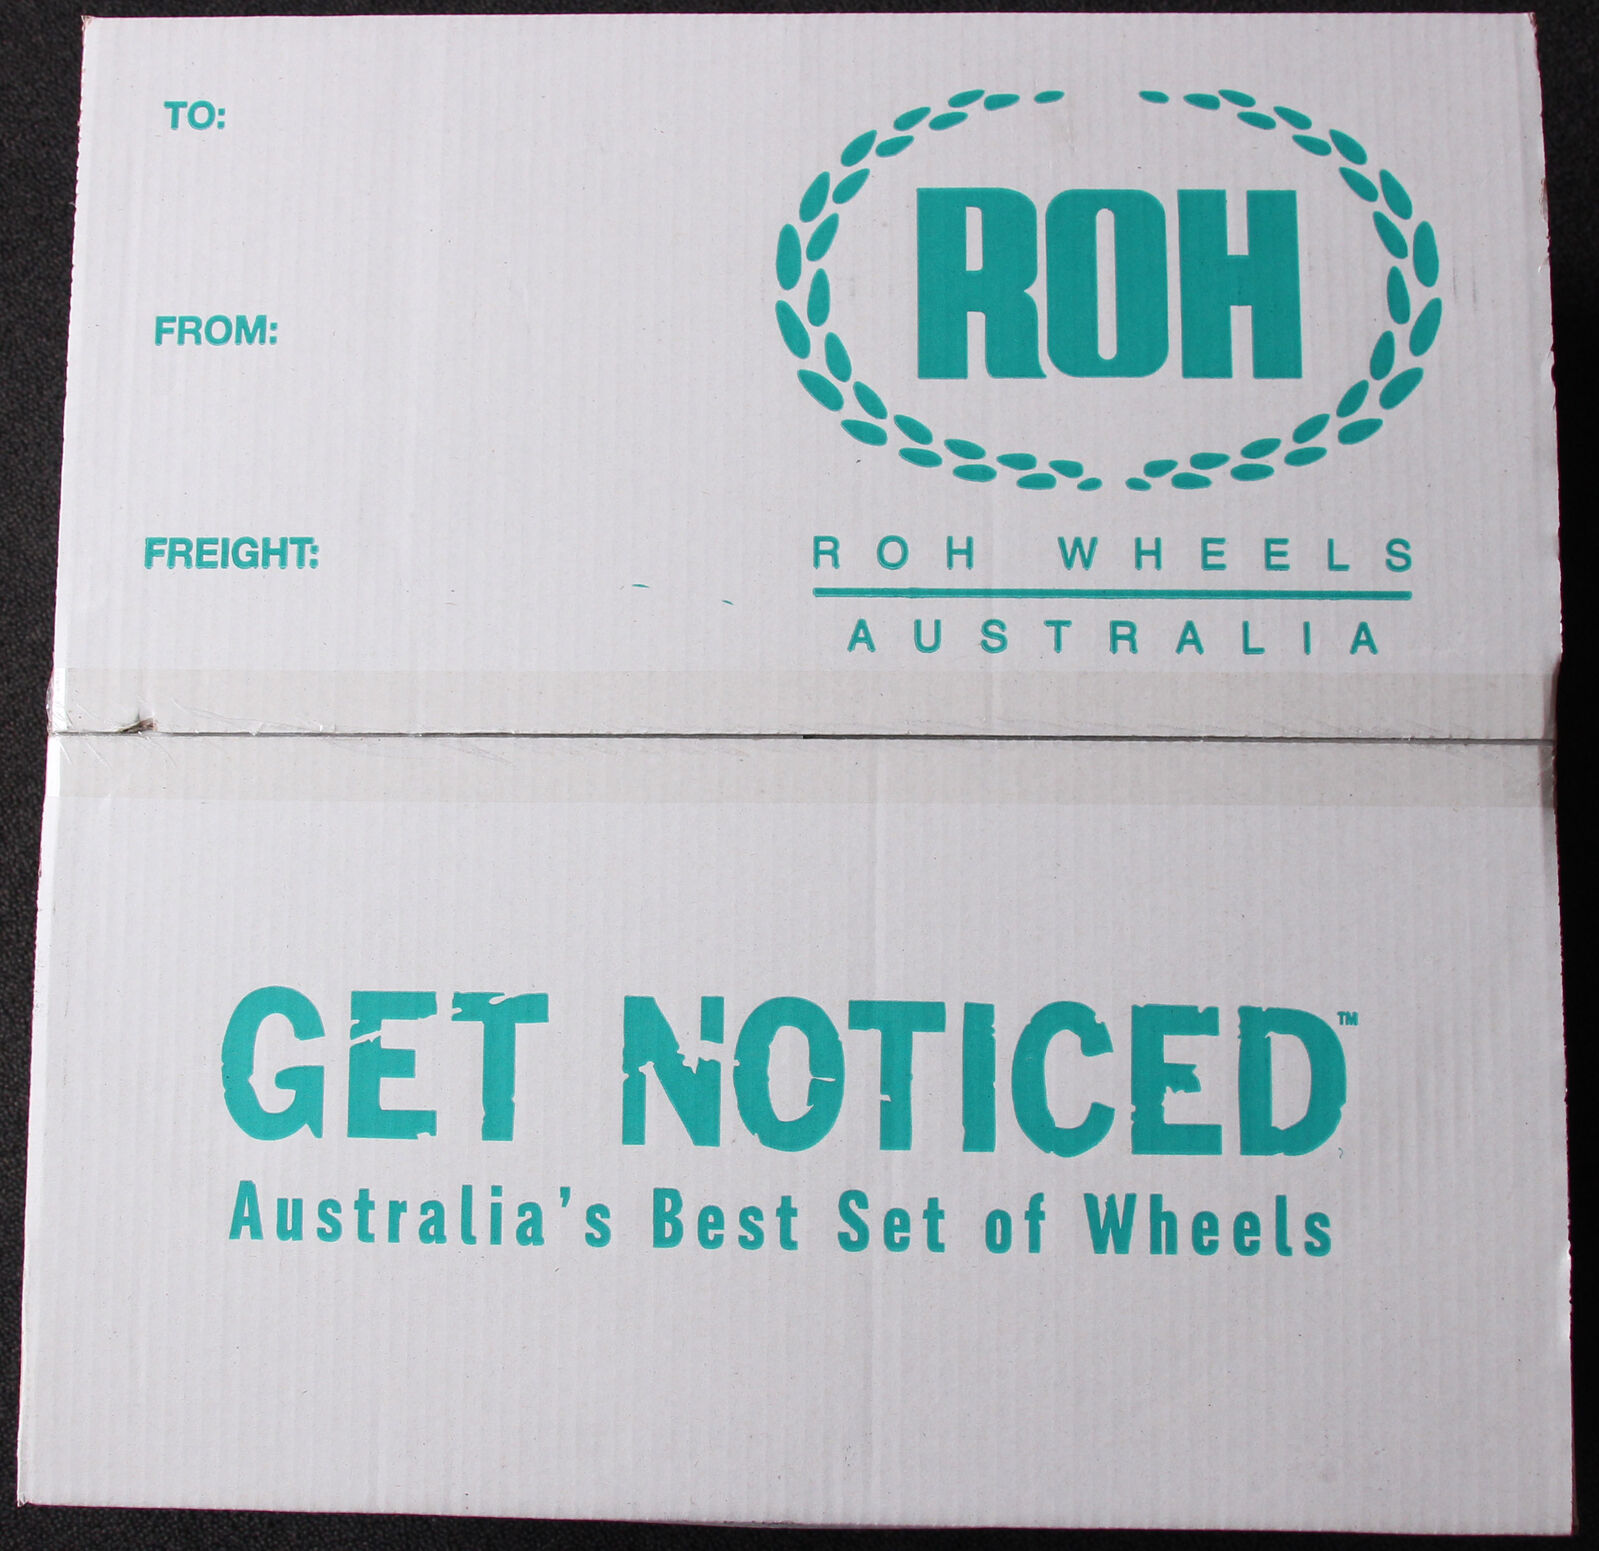 TO:
ROH
FROM:
FREIGHT:
ROH WHEELS
AUSTRALIA
GET NOTICED™
Australia's Best Set of Wheels